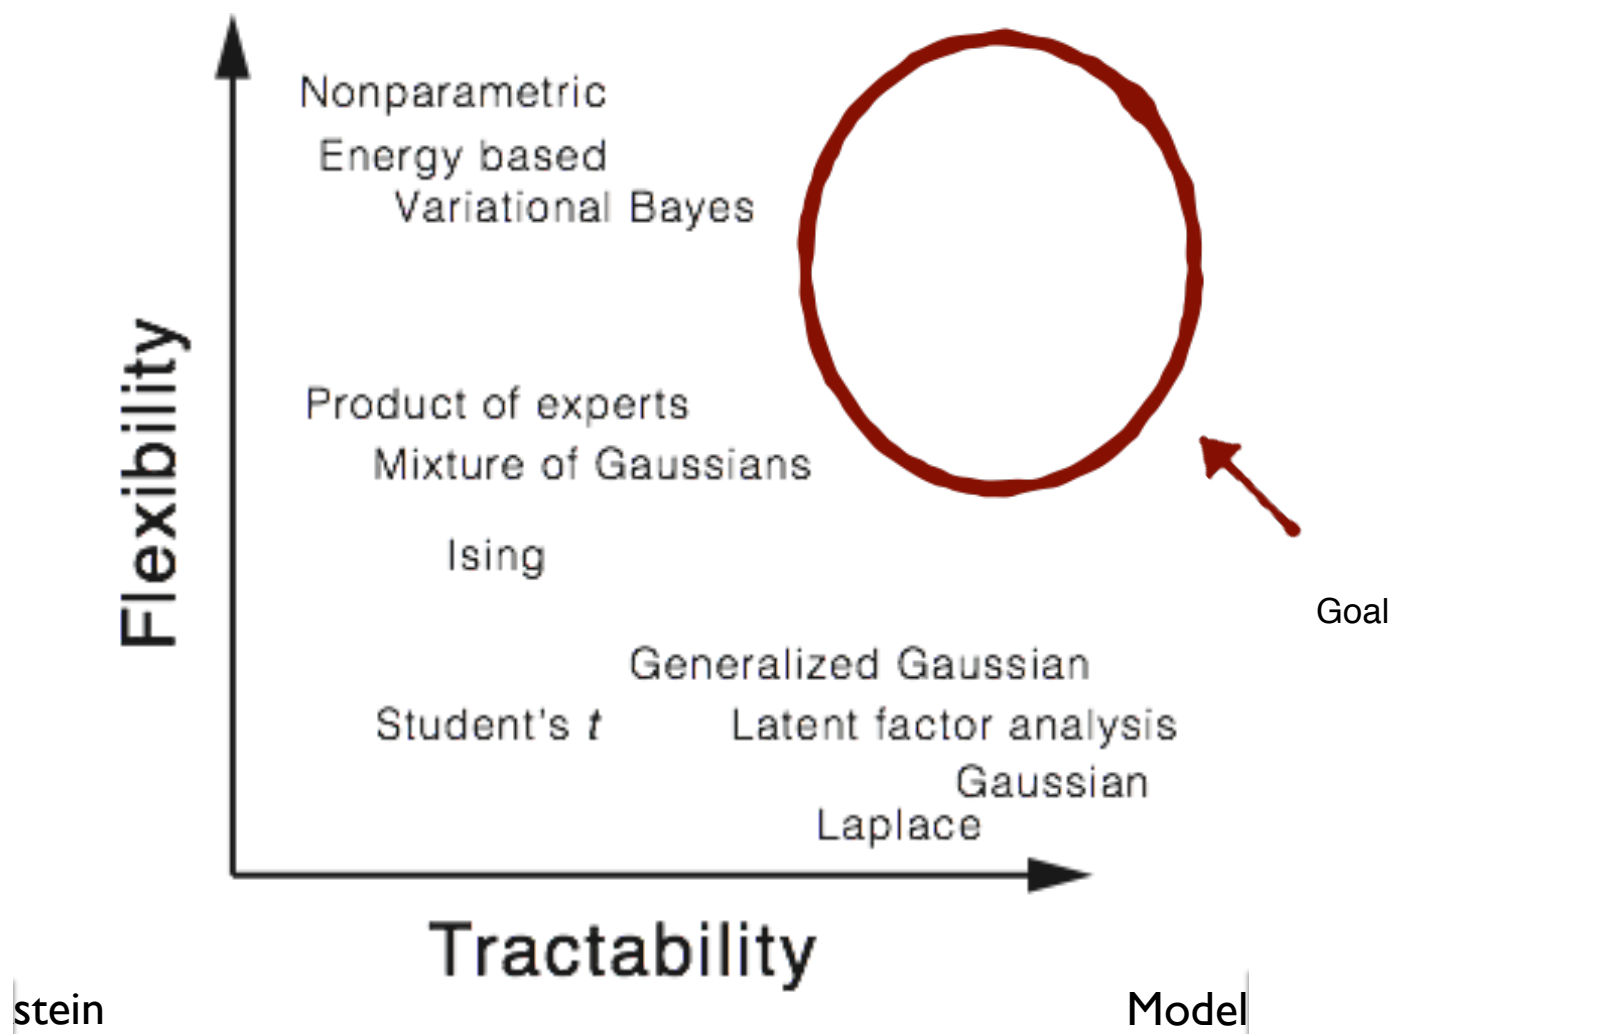 Nonparametric
Energy based
Variational Bayes
Product of experts
Mixture of Gaussians
Ising
Generalized Gaussian
Student's t
Latent factor analysis
Gaussian
Laplace
Flexibility
Tractability
Goal
stein
Model